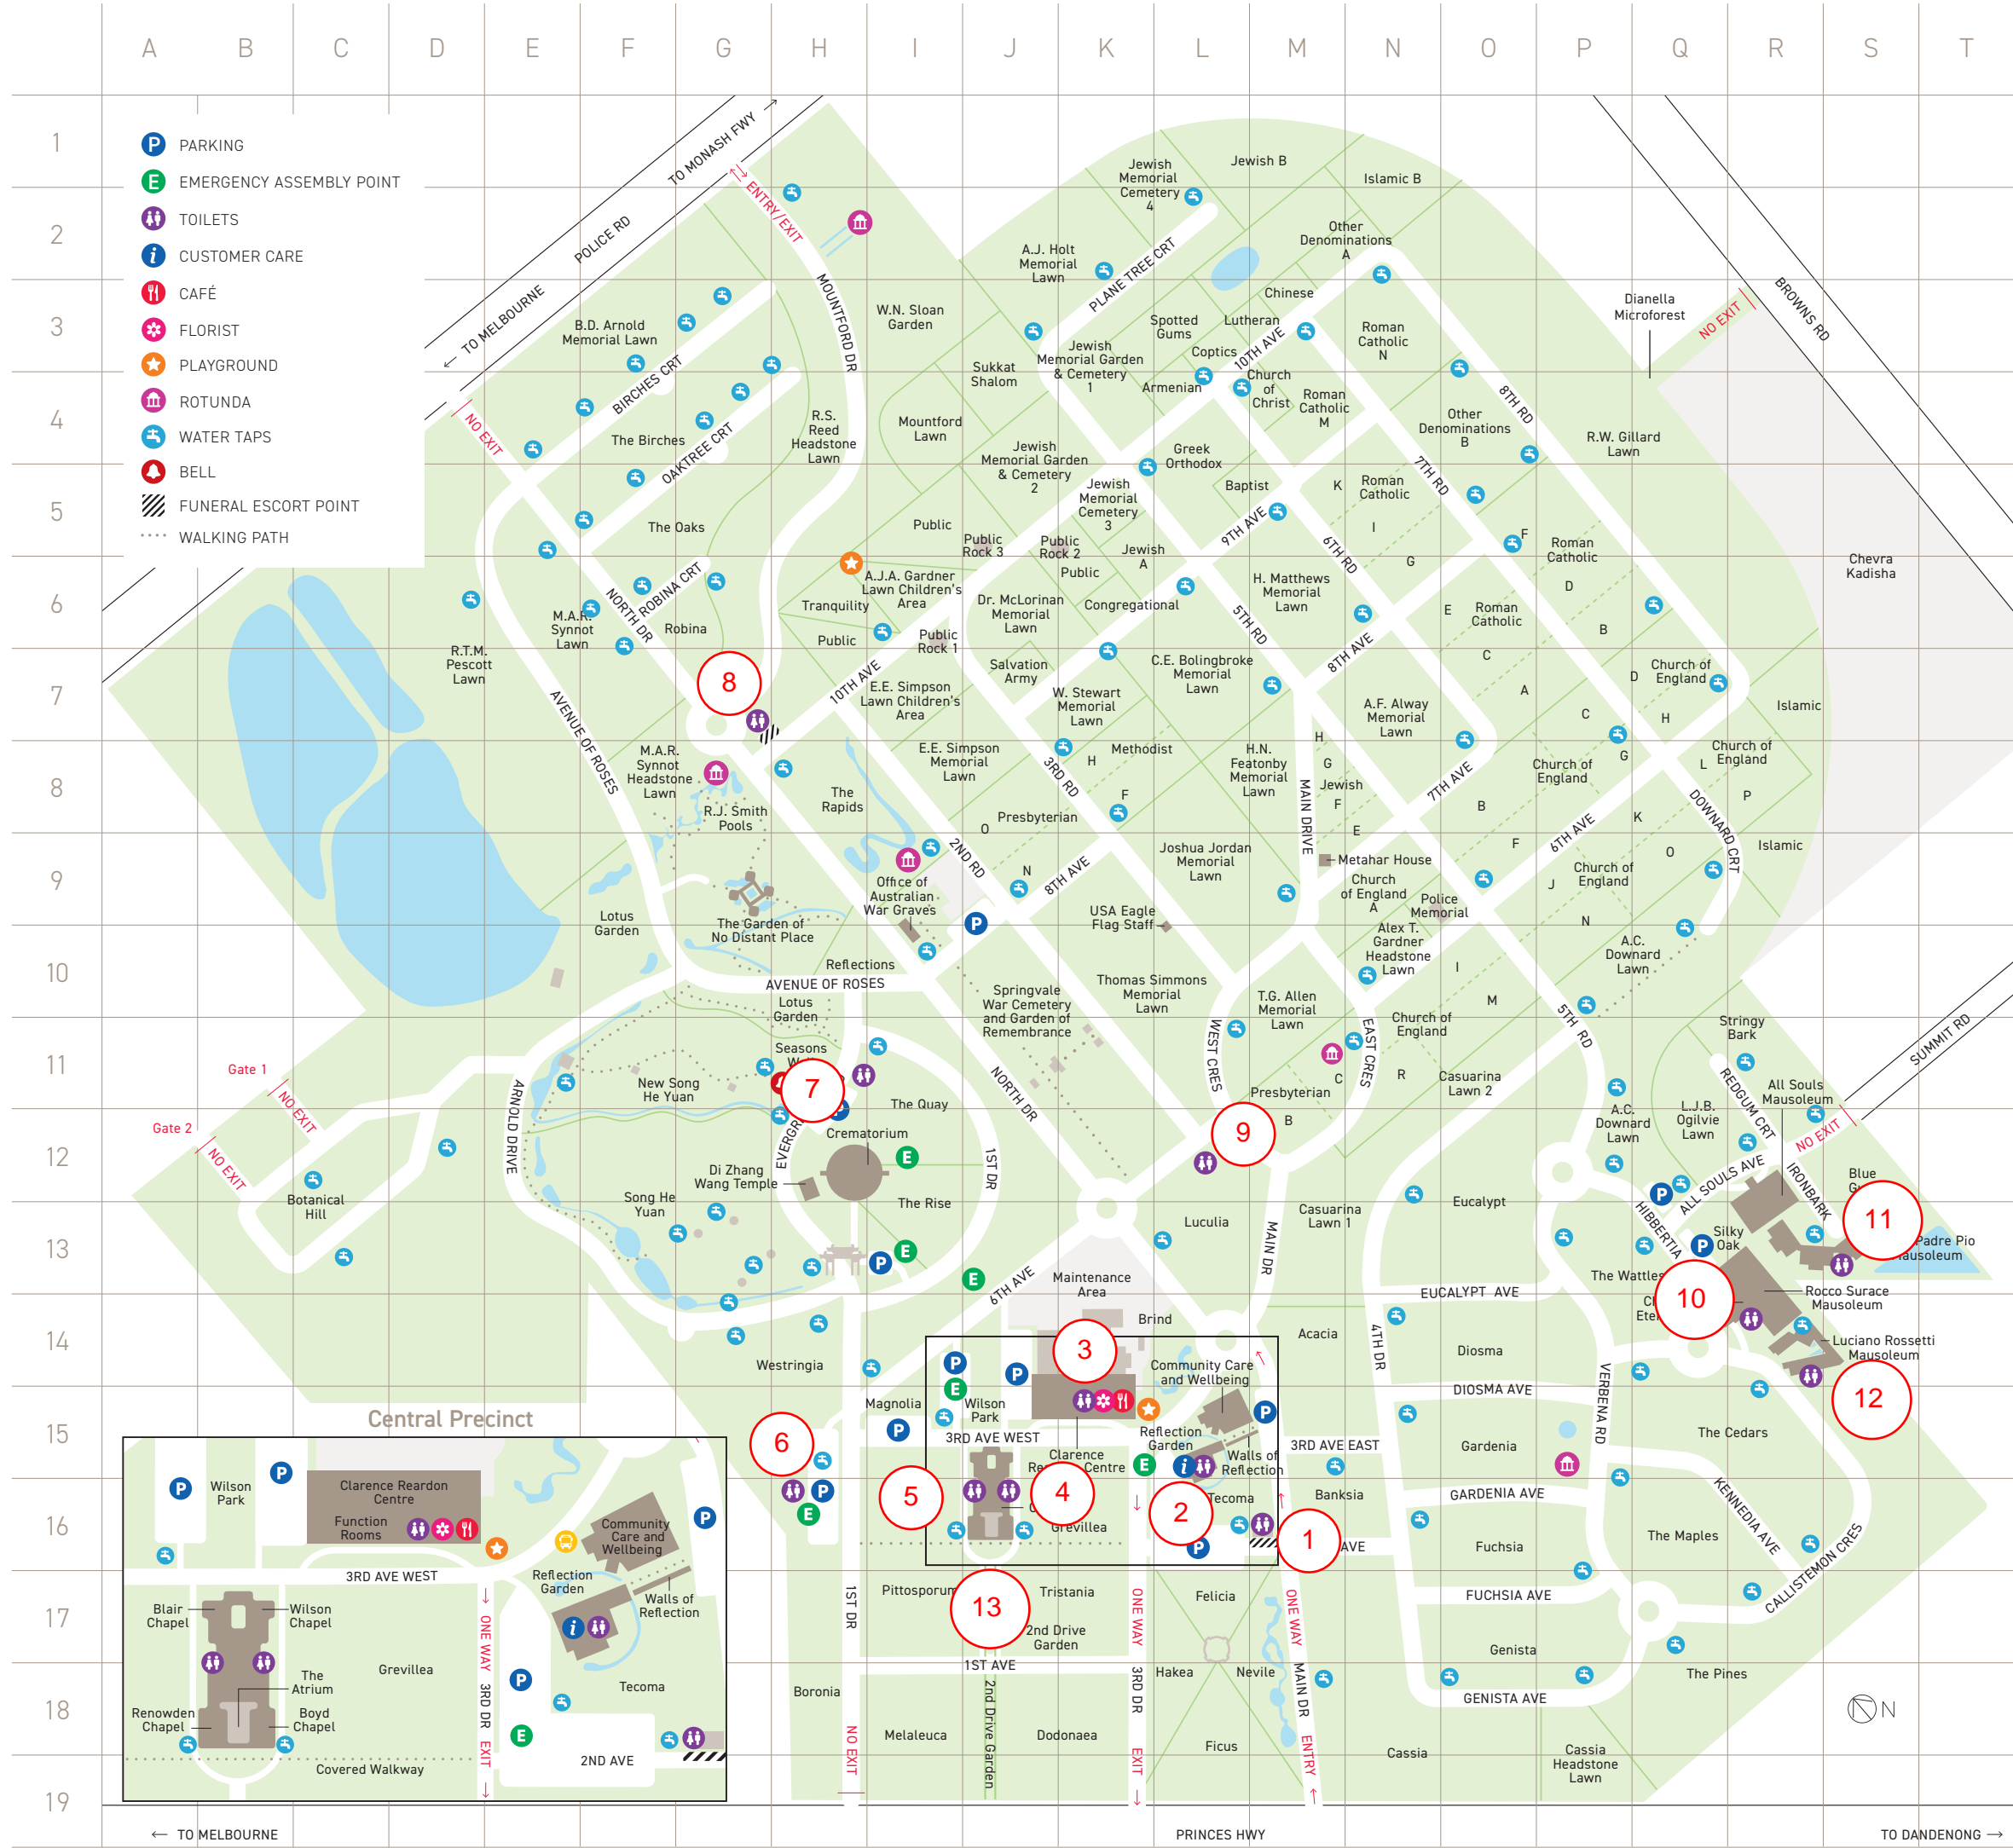 A B C D E F G H I J K L M N O P Q R S T
1
2
3
4
5
6
7
8
9
10
11
12
13
14
15
16
17
18
19
P PARKING
E EMERGENCY ASSEMBLY POINT
TOILETS
i CUSTOMER CARE
CAFÉ
FLORIST
PLAYGROUND
ROTUNDA
WATER TAPS
BELL
FUNERAL ESCORT POINT
WALKING PATH
TO MONASH FWY →
POLICE RD
← TO MELBOURNE
ENTRY/EXIT
MOUNTFORD DR
NO EXIT
B.D. Arnold
Memorial Lawn
BIRCHES CRT
The Birches
OAKTREE CRT
The Oaks
R.S.
Reed
Headstone
Lawn
W.N. Sloan
Garden
Sukkat
Shalom
Mountford
Lawn
A.J. Holt
Memorial
Lawn
PLANE TREE CRT
Jewish
Memorial
Cemetery
4
Jewish B
Islamic B
Other
Denominations
A
Chinese
Spotted
Gums
Lutheran
Coptics
10TH AVE
Armenian
Church
of
Christ
Jewish
Memorial Garden
& Cemetery
1
Jewish
Memorial Garden
& Cemetery
2
Jewish
Memorial
Cemetery
3
Greek
Orthodox
Baptist
Roman
Catholic
N
Roman
Catholic
M
K
Roman
Catholic
I
G
Other
Denominations
B
8TH RD
7TH RD
6TH RD
9TH AVE
R.W. Gillard
Lawn
Dianella
Microforest
NO EXIT
BROWNS RD
Chevra
Kadisha
F
Roman
Catholic
D
E
Roman
Catholic
B
C
A
Public
Public
Rock 3
Public
Rock 2
Public
Jewish
A
Congregational
A.J.A. Gardner
Lawn Children's
Area
Tranquility
Public
Public
Rock 1
Dr. McLorinan
Memorial
Lawn
Salvation
Army
W. Stewart
Memorial
Lawn
H. Matthews
Memorial
Lawn
5TH RD
8TH AVE
C.E. Bolingbroke
Memorial
Lawn
A.F. Alway
Memorial
Lawn
D
Church of
England
H
C
G
Islamic
Church of
England
L
P
K
O
Islamic
DOWNARD CRT
Church of
England
B
F
6TH AVE
7TH AVE
J
Church of
England
N
M.A.R.
Synnot
Lawn
NORTH DR
ROBINA CRT
Robina
R.T.M.
Pescott
Lawn
AVENUE OF ROSES
8
10TH AVE
E.E. Simpson
Lawn Children's
Area
E.E. Simpson
Memorial
Lawn
3RD RD
H
Methodist
F
Presbyterian
O
N
2ND RD
8TH AVE
H.N.
Featonby
Memorial
Lawn
MAIN DRIVE
H
G
Jewish
F
E
Metahar House
Joshua Jordan
Memorial
Lawn
Church
of England
A
Police
Memorial
Alex T.
Gardner
Headstone
Lawn
I
M
A.C.
Downard
Lawn
M.A.R.
Synnot
Headstone
Lawn
R.J. Smith
Pools
The
Rapids
Office of
Australian
War Graves
The Garden of
No Distant Place
Lotus
Garden
Reflections
AVENUE OF ROSES
Lotus
Garden
P
USA Eagle
Flag Staff
Thomas Simmons
Memorial
Lawn
Springvale
War Cemetery
and Garden of
Remembrance
T.G. Allen
Memorial
Lawn
WEST CRES
EAST CRES
Church of
England
R
C
Presbyterian
B
Casuarina
Lawn 2
5TH RD
Stringy
Bark
REDGUM CRT
All Souls
Mausoleum
SUMMIT RD
NO EXIT
L.J.B.
Ogilvie
Lawn
A.C.
Downard
Lawn
ALL SOULS AVE
IRONBARK
HIBBERTIA
Blue
Silky
Oak
11
Padre Pio
Mausoleum
The Wattles
10
Rocco Surace
Mausoleum
Luciano Rossetti
Mausoleum
12
Gate 1
NO EXIT
Gate 2
NO EXIT
Botanical
Hill
ARNOLD DRIVE
New Song
He Yuan
Seasons
7
The Quay
Crematorium
Di Zhang
Wang Temple
Song He
Yuan
The Rise
1ST DR
NORTH DR
9
Luculia
MAIN DR
Casuarina
Lawn 1
Eucalypt
EUCALYPT AVE
4TH DR
Diosma
DIOSMA AVE
VERBENA RD
Gardenia
GARDENIA AVE
Fuchsia
FUCHSIA AVE
Genista
GENISTA AVE
The Cedars
KENNEDIA AVE
The Maples
CALLISTEMON CRES
The Pines
6TH AVE
Maintenance
Area
Brind
Acacia
3
Community Care
and Wellbeing
Westringia
Magnolia
Wilson
Park
3RD AVE WEST
Clarence
Centre
Reflection
Garden
Walls of
Reflection
3RD AVE EAST
6
5
4
2
1
Grevillea
Tecoma
Banksia
AVE
1ST DR
Pittosporum
13
Tristania
2nd Drive
Garden
ONE WAY
Felicia
ONE WAY
1ST AVE
Boronia
Melaleuca
2nd Drive Garden
Dodonaea
3RD DR
Hakea
Nevile
MAIN DR
Ficus
Cassia
Cassia
Headstone
Lawn
NO EXIT
EXIT
ENTRY
N
Central Precinct
Wilson
Park
Clarence Reardon
Centre
Function
Rooms
Community
Care and
Wellbeing
3RD AVE WEST
Reflection
Garden
Walls of
Reflection
Blair
Chapel
Wilson
Chapel
Grevillea
The
Atrium
Renowden
Chapel
Boyd
Chapel
Covered Walkway
ONE WAY
3RD DR
EXIT
Tecoma
2ND AVE
← TO MELBOURNE
PRINCES HWY
TO DANDENONG →